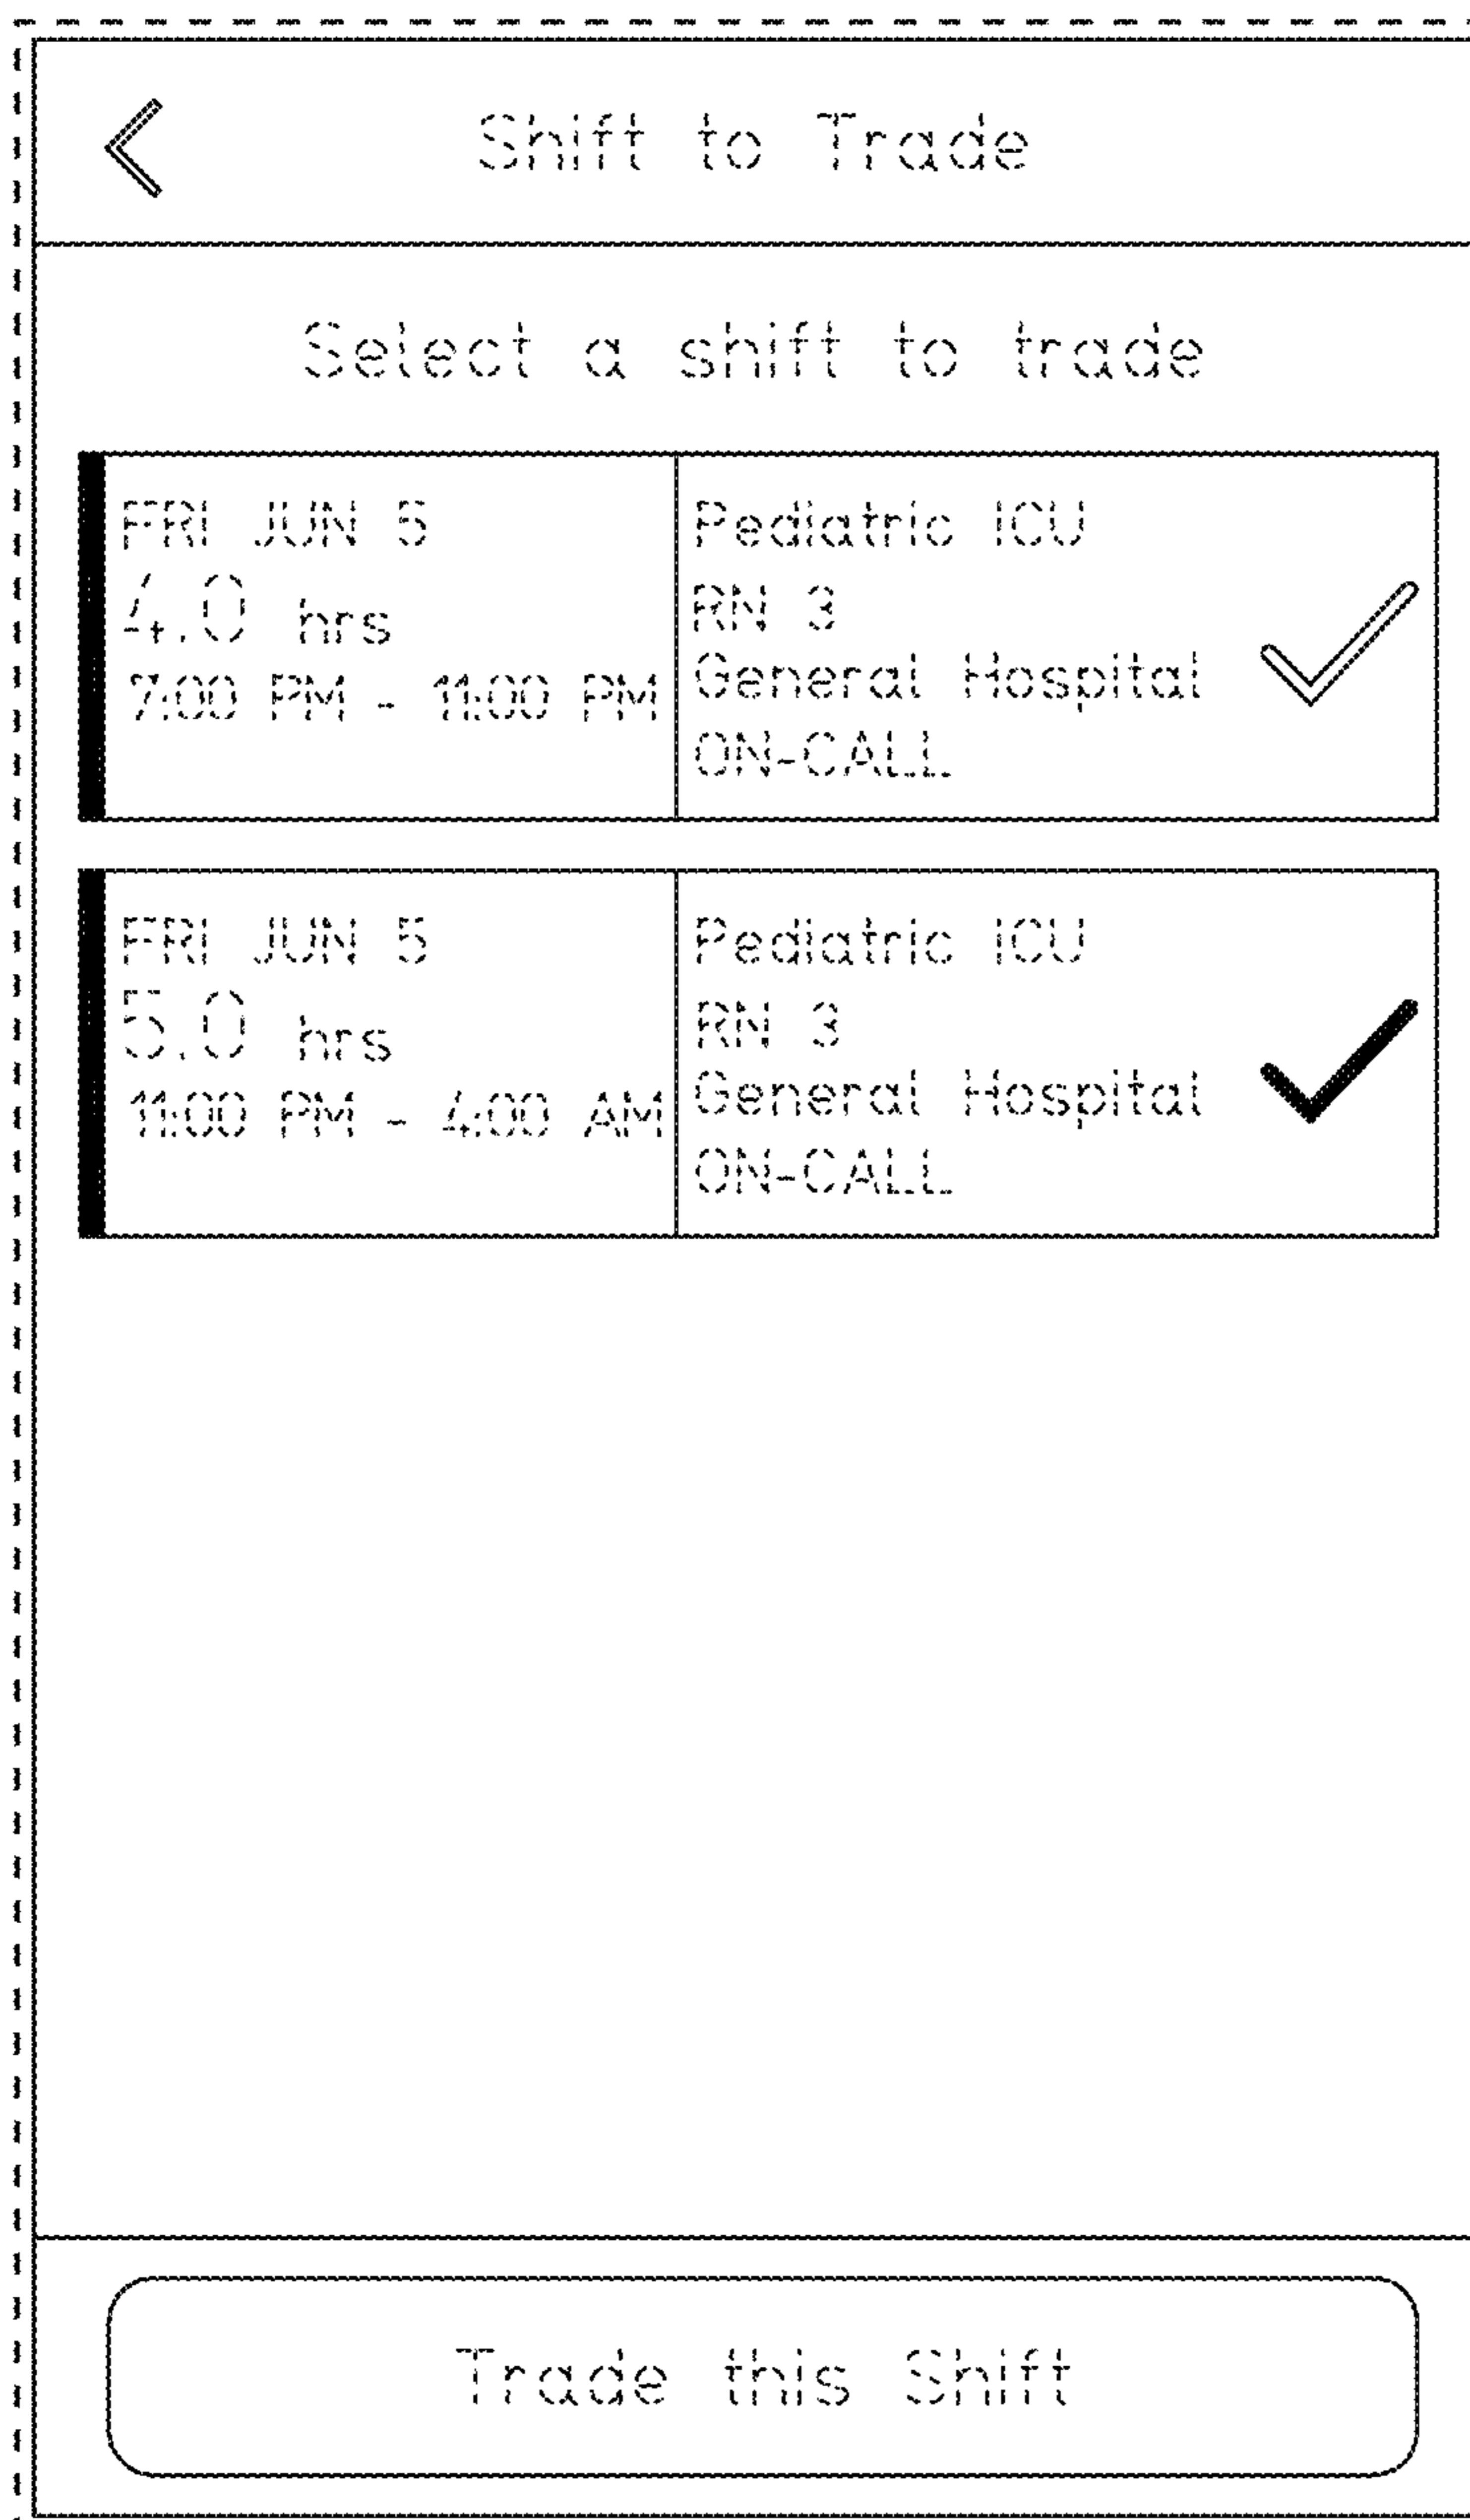 Shift to Trade
Select a shift to trade
FRI JUN 5
4.0 hrs
7:00 PM - 11:00 PM
Pediatric ICU
RN 3
General Hospital
ON-CALL
FRI JUN 5
5.0 hrs
11:00 PM - 4:00 AM
Pediatric ICU
RN 3
General Hospital
ON-CALL
Trade this Shift